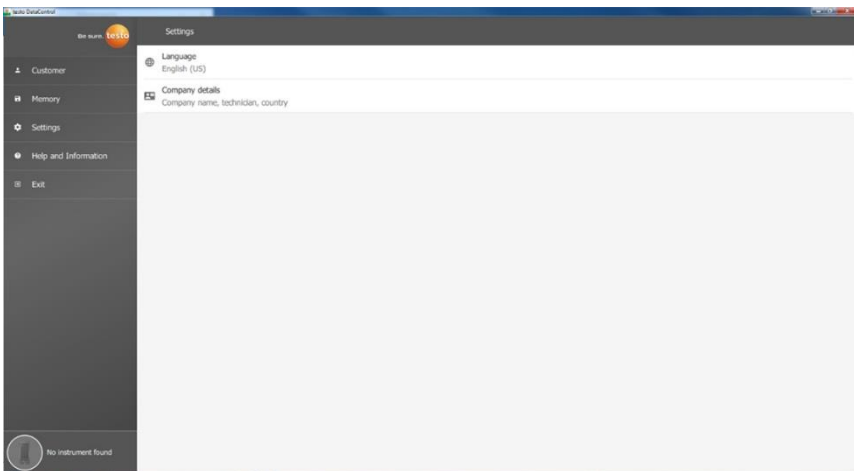 testo DataControl
Be sure. testo
Settings
Customer
Memory
Settings
Help and Information
Exit
Language
English (US)
Company details
Company name, technician, country
No instrument found